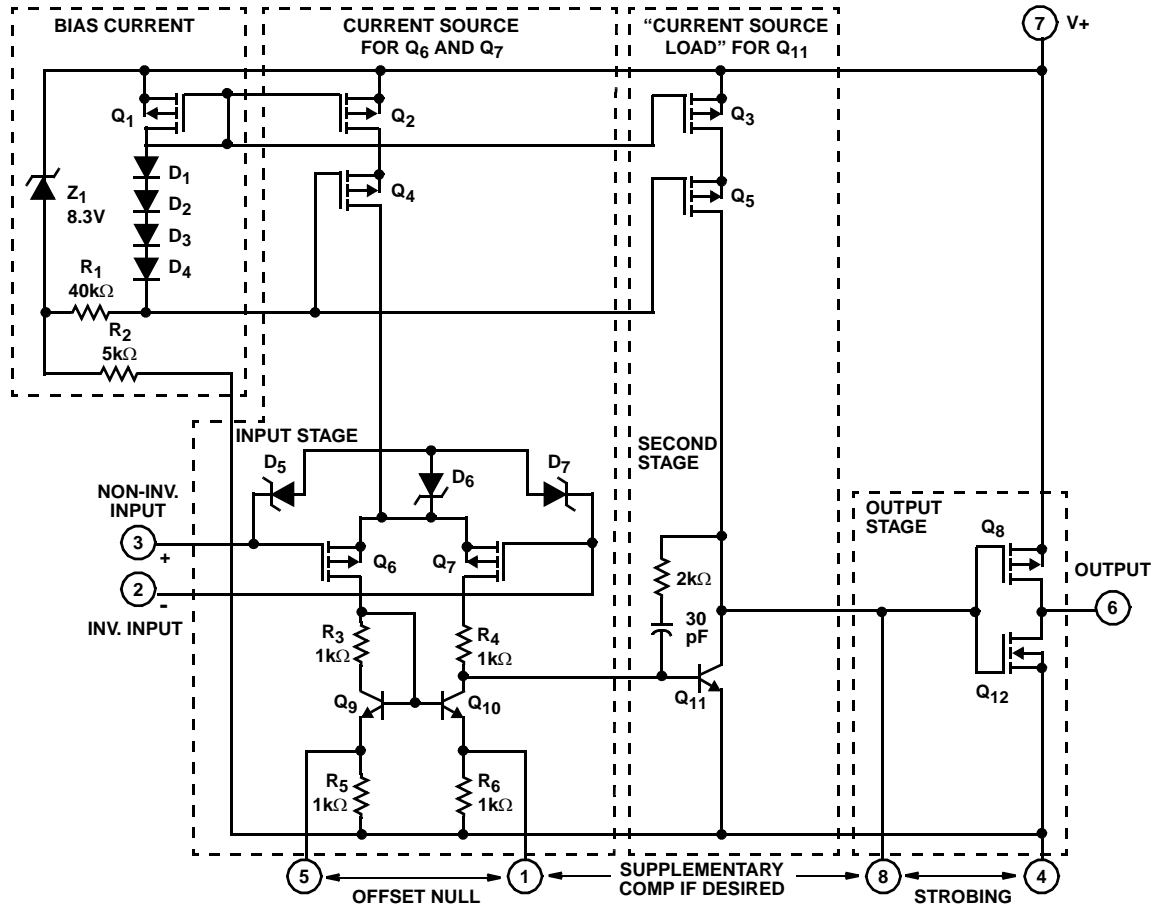 BIAS CURRENT
CURRENT SOURCE
FOR Q6 AND Q7
“CURRENT SOURCE
LOAD” FOR Q11
7
V+
Q1
Q2
Q3
D1
Z1
8.3V
D2
Q4
Q5
D3
D4
R1
40kΩ
R2
5kΩ
INPUT STAGE
D5
D6
D7
SECOND
STAGE
NON-INV.
INPUT
3
+
2
-
INV. INPUT
Q6
Q7
2kΩ
30
pF
OUTPUT
STAGE
Q8
OUTPUT
6
R3
1kΩ
R4
1kΩ
Q9
Q10
Q11
Q12
R5
1kΩ
R6
1kΩ
5
OFFSET NULL
1
SUPPLEMENTARY
COMP IF DESIRED
8
STROBING
4